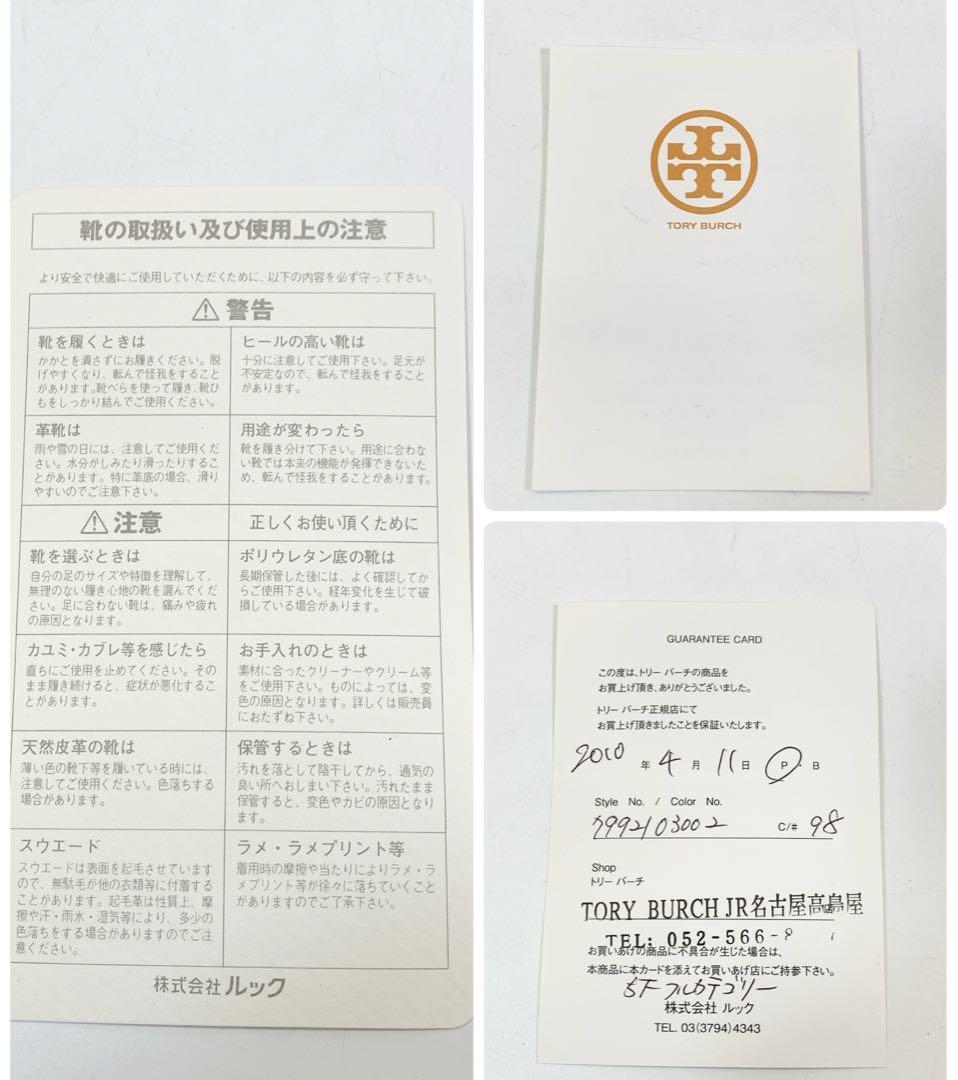 靴の取扱い及び使用上の注意
より安全で快適にご使用していただくために、以下の内容を必ず守って下さい。
⚠ 警告
靴を履くときは
かかとを潰さずにお履きください。脱
げやすくなり、転んで怪我をすること
があります。靴べらを使って履き、靴ひ
もをしっかり結んでご使用ください。
ヒールの高い靴は
十分に注意してご使用下さい。足元が
不安定なので、転んで怪我をすること
があります。
革靴は
雨や雪の日には、注意してご使用くだ
さい。水分がしみたり滑ったりするこ
とがあります。特に革底の場合、滑り
やすいのでご注意下さい。
用途が変わったら
靴を履き分けて下さい。用途に合わな
い靴では本来の機能が発揮できないた
め、転んで怪我をすることがあります。
⚠ 注意
正しくお使い頂くために
靴を選ぶときは
自分の足のサイズや特徴を理解して、
無理のない履き心地の靴を選んでくだ
さい。足に合わない靴は、痛みや疲れ
の原因となります。
ポリウレタン底の靴は
長期保管した後には、よく確認してか
らご使用下さい。経年変化を生じて破
損している場合があります。
カユミ・カブレ等を感じたら
直ちにご使用を止めてください。その
まま履き続けると、症状が悪化するこ
とがあります。
お手入れのときは
素材に合ったクリーナーやクリーム等
をご使用下さい。ものによっては、変
色の原因となります。詳しくは販売員
におたずね下さい。
天然皮革の靴は
薄い色の靴下等を履いている時には、
注意してご使用ください。色落ちする
場合があります。
保管するときは
汚れを落として陰干してから、通気の
良い所へおしまい下さい。汚れたまま
保管すると、変色やカビの原因となり
ます。
スウエード
スウエードは表面を起毛させています
ので、無駄毛が他の衣類等に付着する
ことがあります。起毛革は性質上、摩
擦や汗・雨水・湿気等により、多少の
色落ちをする場合がありますのでご注
意ください。
ラメ・ラメプリント等
着用時の摩擦や当たりによりラメ・ラ
メプリント等が徐々に落ちていくこと
がありますのでご了承下さい。
株式会社 ルック
TORY BURCH
GUARANTEE CARD
この度は、トリー バーチの商品を
お買上げ頂き、ありがとうございました。
トリー バーチ正規店にて
お買上げ頂きましたことを保証いたします。
2010 年 4 月 11 日 P・B
Style No. / Color No.
C/# 98
Shop
トリー バーチ
TORY BURCH JR名古屋高島屋
TEL: 052-566-
お買いあげの商品に不具合が生じた場合は、
本商品に本カードを添えてお買いあげ店にご持参下さい。
5F フルカテゴリー
株式会社 ルック
TEL. 03(3794)4343